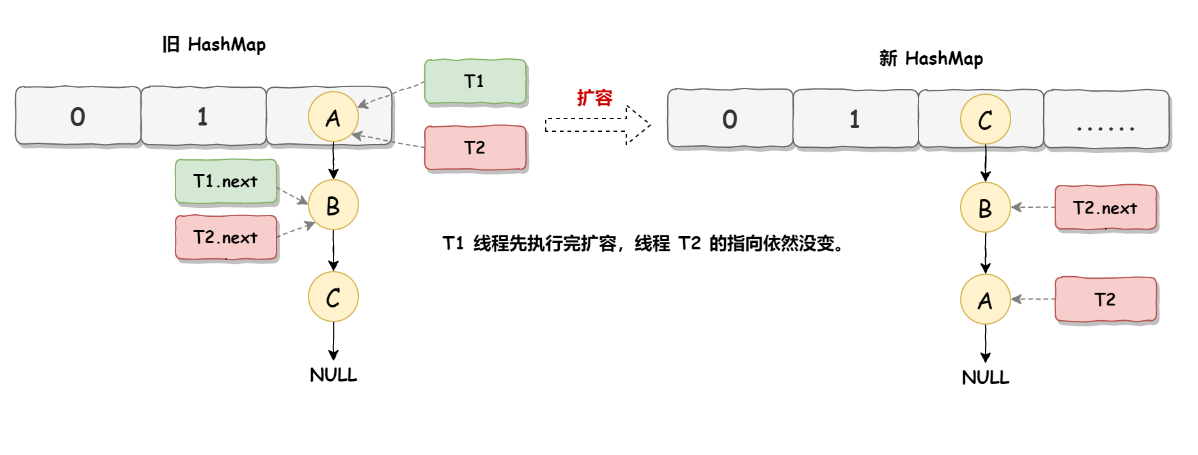 旧 HashMap
0
1
A
T1
T2
T1.next
T2.next
B
C
NULL
扩容
T1 线程先执行完扩容，线程 T2 的指向依然没变。
新 HashMap
0
1
C
......
B
T2.next
A
T2
NULL